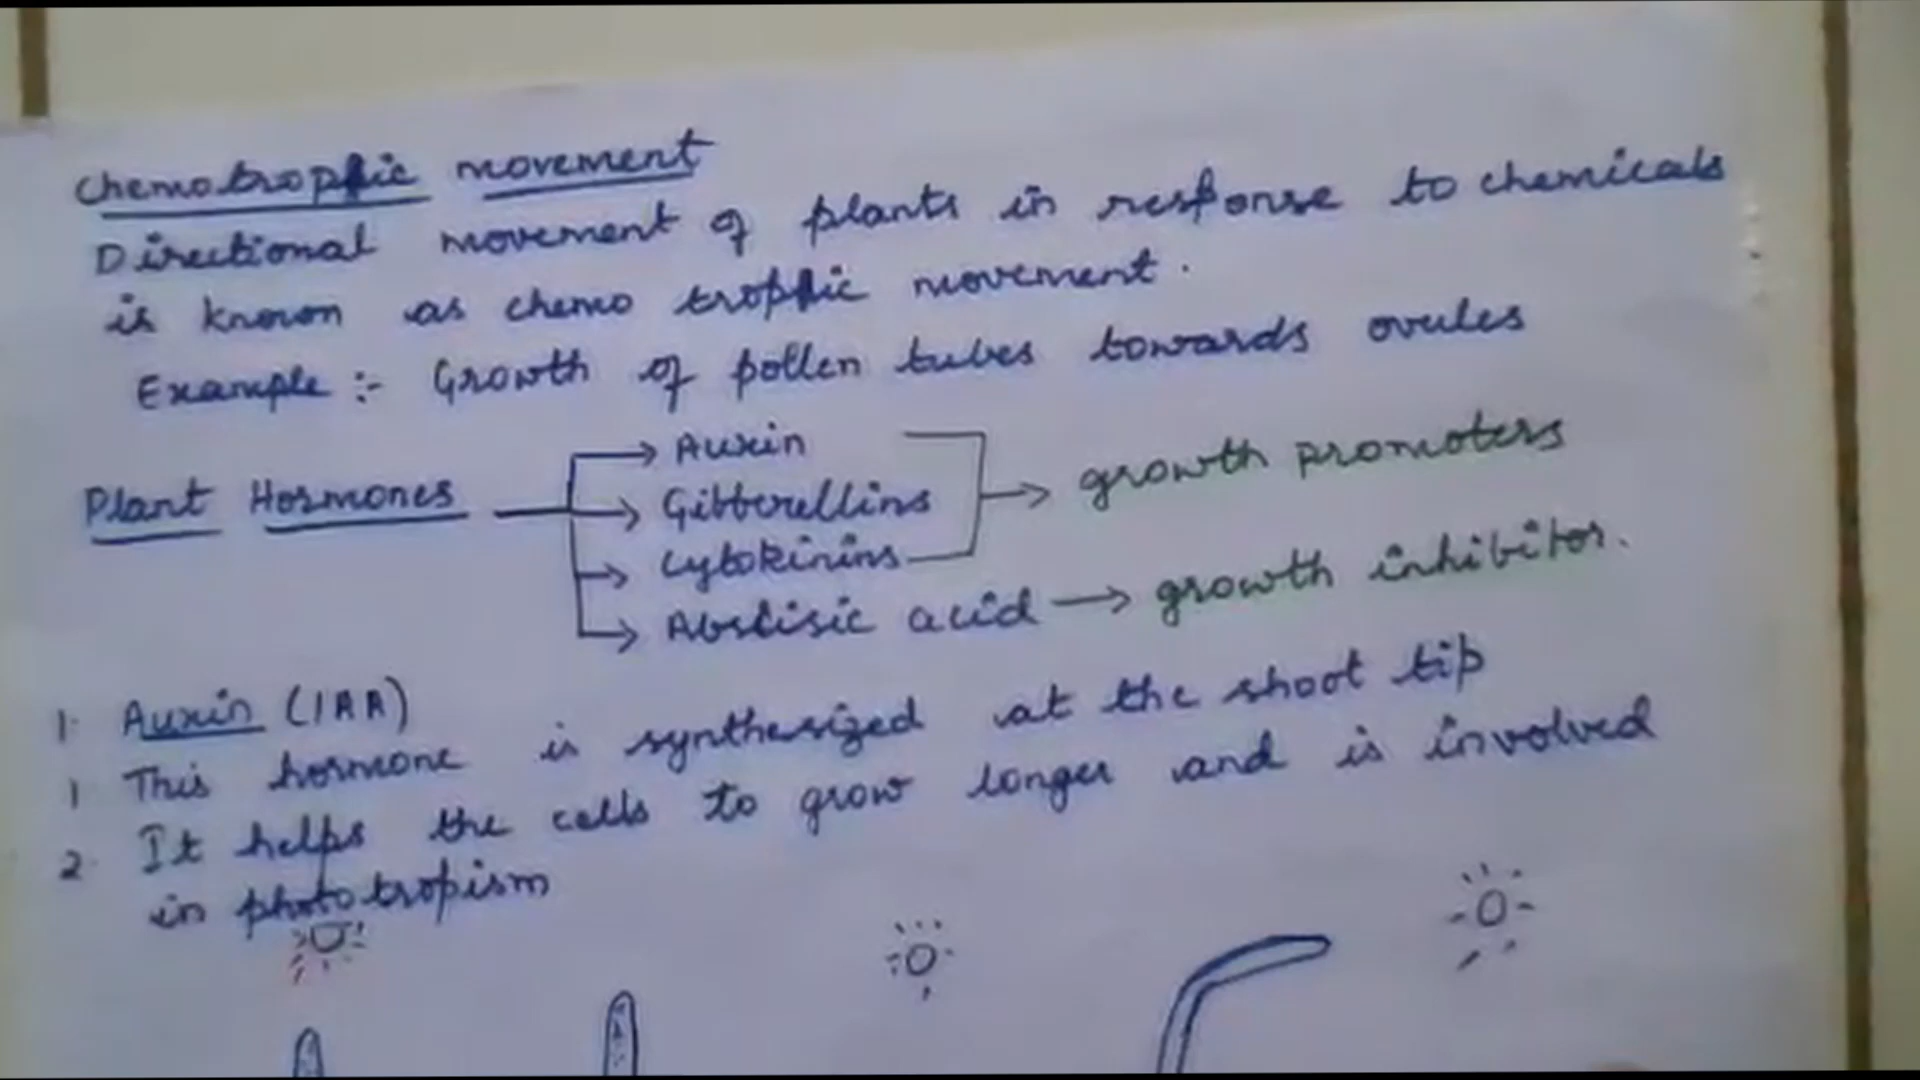 Chemotrophic movement
Directional movement of plants in response to chemicals
is known as chemo trophic movement.
Example :- Growth of pollen tubes towards ovules
Plant Hormones → Auxin
→ Gibberellins
→ Cytokinins
→ growth promoters
→ Abscisic acid → growth inhibitor.
1. Auxin (IAA)
1 This hormone is synthesized at the shoot tip
2. It helps the cells to grow longer and is involved
in phototropism